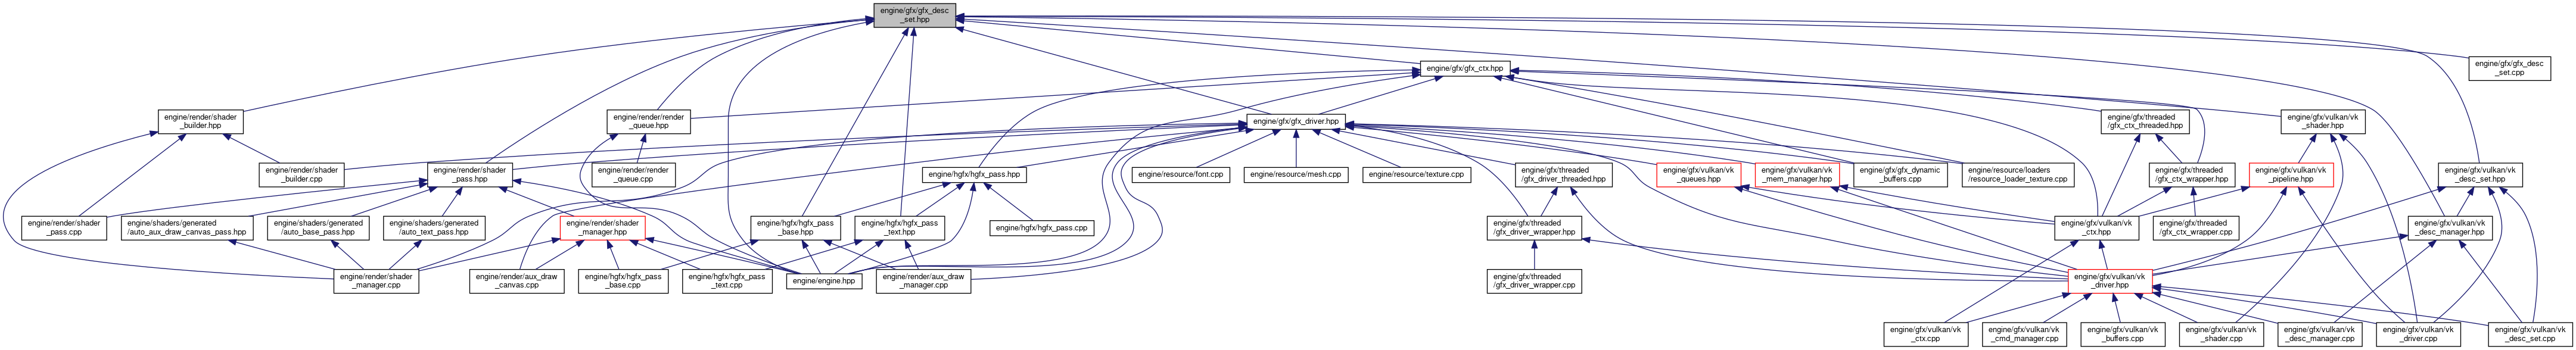 engine/gfx/gfx_desc
_set.hpp
engine/gfx/gfx_ctx.hpp
engine/gfx/gfx_desc
_set.cpp
engine/render/shader
_builder.hpp
engine/render/render
_queue.hpp
engine/gfx/gfx_driver.hpp
engine/gfx/threaded
/gfx_ctx_threaded.hpp
engine/gfx/vulkan/vk
_shader.hpp
engine/render/shader
_builder.cpp
engine/render/shader
_pass.hpp
engine/render/render
_queue.cpp
engine/hgfx/hgfx_pass.hpp
engine/resource/font.cpp
engine/resource/mesh.cpp
engine/resource/texture.cpp
engine/gfx/threaded
/gfx_driver_threaded.hpp
engine/gfx/vulkan/vk
_queues.hpp
engine/gfx/vulkan/vk
_mem_manager.hpp
engine/gfx/gfx_dynamic
_buffers.cpp
engine/resource/loaders
/resource_loader_texture.cpp
engine/gfx/threaded
/gfx_ctx_wrapper.hpp
engine/gfx/vulkan/vk
_pipeline.hpp
engine/gfx/vulkan/vk
_desc_set.hpp
engine/render/shader
_pass.cpp
engine/shaders/generated
/auto_aux_draw_canvas_pass.hpp
engine/shaders/generated
/auto_base_pass.hpp
engine/shaders/generated
/auto_text_pass.hpp
engine/render/shader
_manager.hpp
engine/hgfx/hgfx_pass
_base.hpp
engine/hgfx/hgfx_pass
_text.hpp
engine/hgfx/hgfx_pass.cpp
engine/gfx/threaded
/gfx_driver_wrapper.hpp
engine/gfx/vulkan/vk
_ctx.hpp
engine/gfx/threaded
/gfx_ctx_wrapper.cpp
engine/gfx/vulkan/vk
_desc_manager.hpp
engine/render/shader
_manager.cpp
engine/render/aux_draw
_canvas.cpp
engine/hgfx/hgfx_pass
_base.cpp
engine/hgfx/hgfx_pass
_text.cpp
engine/engine.hpp
engine/render/aux_draw
_manager.cpp
engine/gfx/threaded
/gfx_driver_wrapper.cpp
engine/gfx/vulkan/vk
_driver.hpp
engine/gfx/vulkan/vk
_ctx.cpp
engine/gfx/vulkan/vk
_cmd_manager.cpp
engine/gfx/vulkan/vk
_buffers.cpp
engine/gfx/vulkan/vk
_shader.cpp
engine/gfx/vulkan/vk
_desc_manager.cpp
engine/gfx/vulkan/vk
_driver.cpp
engine/gfx/vulkan/vk
_desc_set.cpp